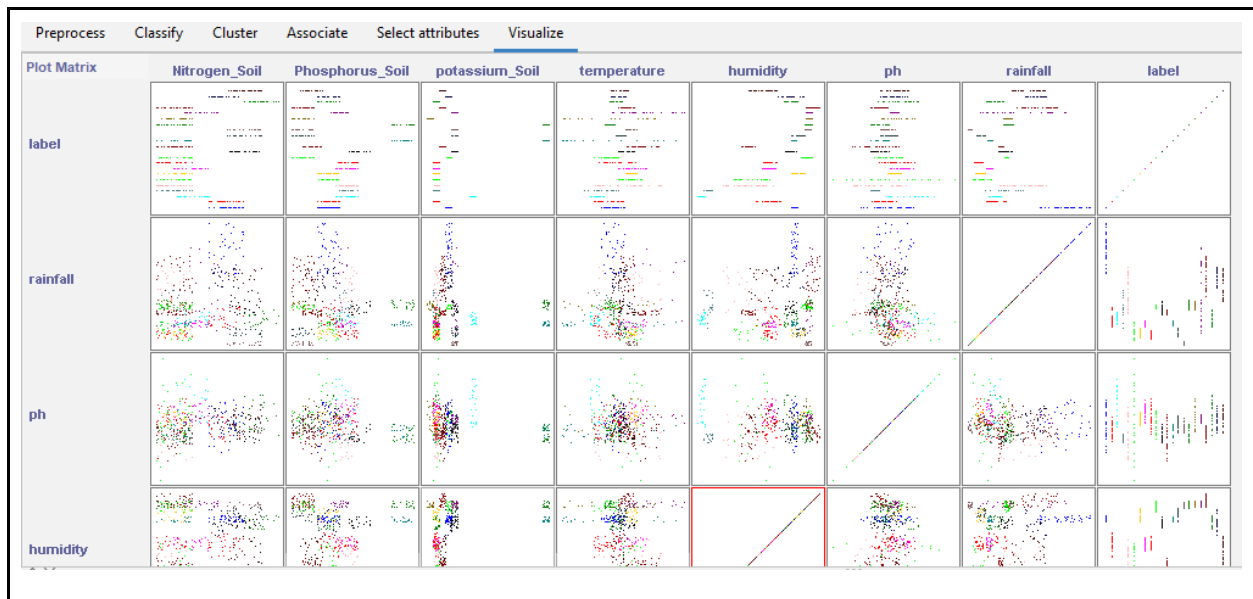 Preprocess Classify Cluster Associate Select attributes Visualize
Plot Matrix Nitrogen_Soil Phosphorus_Soil potassium_Soil temperature humidity ph rainfall label
label
rainfall
ph
humidity